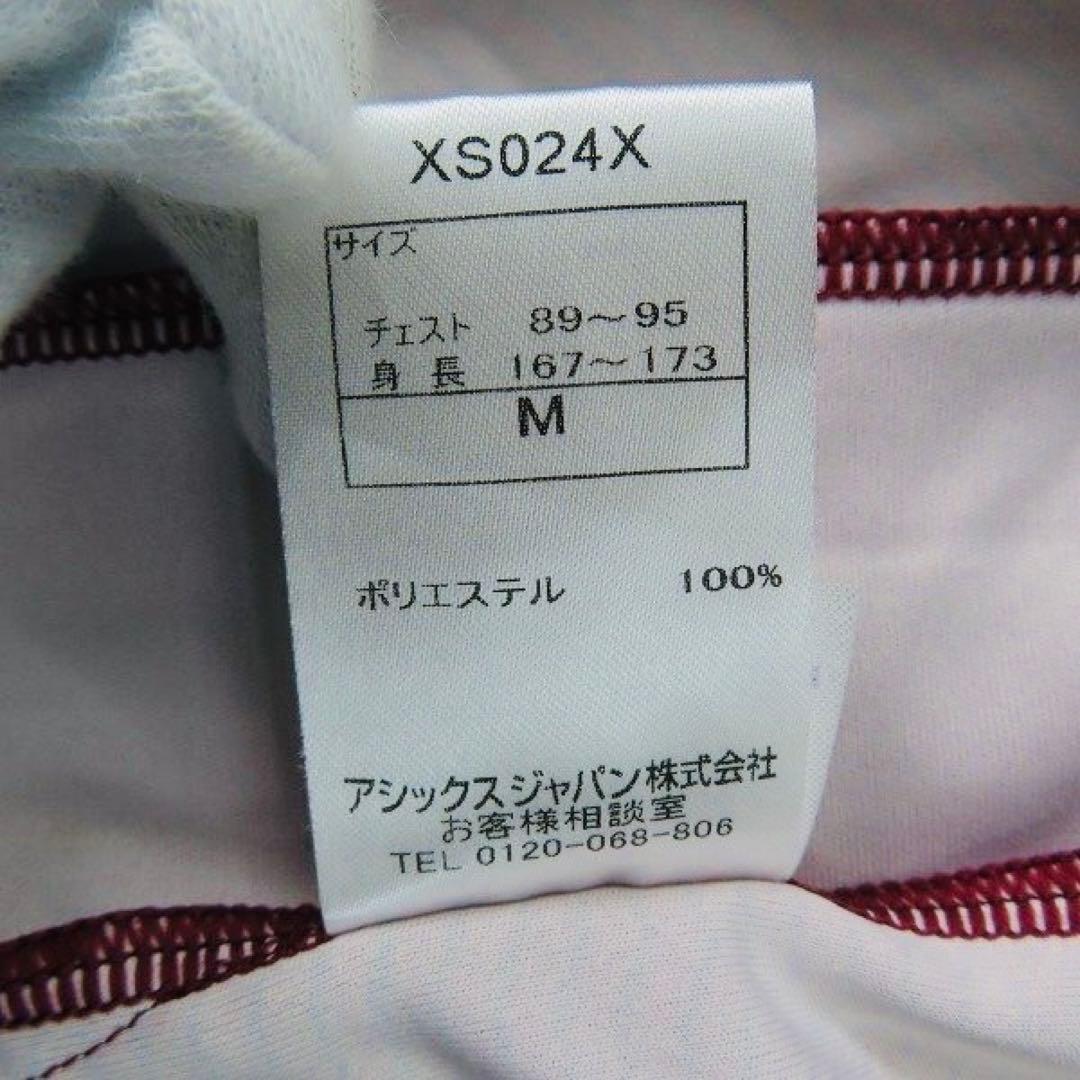 XS024X
サイズ
チェスト 89～95
身長 167～173
M
ポリエステル 100%
アシックスジャパン株式会社
お客様相談室
TEL 0120-068-806